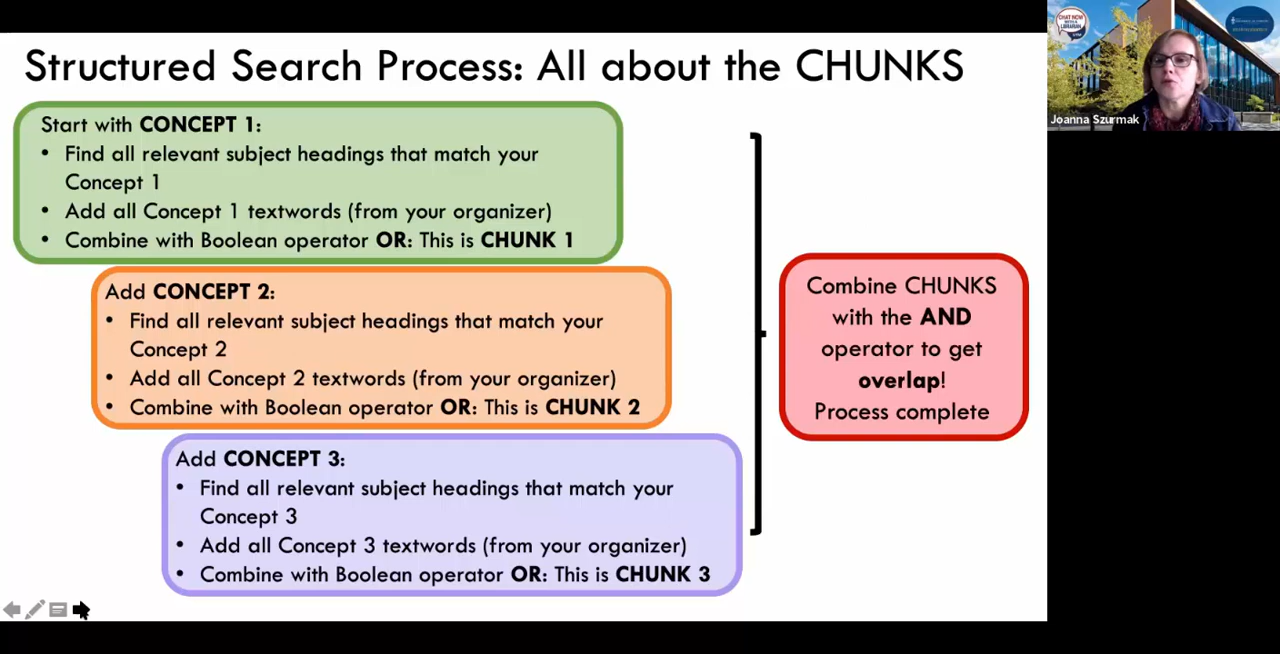 Structured Search Process: All about the CHUNKS
Start with CONCEPT 1:
• Find all relevant subject headings that match your
Concept 1
• Add all Concept 1 textwords (from your organizer)
• Combine with Boolean operator OR: This is CHUNK 1
Add CONCEPT 2:
• Find all relevant subject headings that match your
Concept 2
• Add all Concept 2 textwords (from your organizer)
• Combine with Boolean operator OR: This is CHUNK 2
Add CONCEPT 3:
• Find all relevant subject headings that match your
Concept 3
• Add all Concept 3 textwords (from your organizer)
• Combine with Boolean operator OR: This is CHUNK 3
Combine CHUNKS
with the AND
operator to get
overlap!
Process complete
CHAT NOW
WITH A
LIBRARIAN
Joanna Szurmak